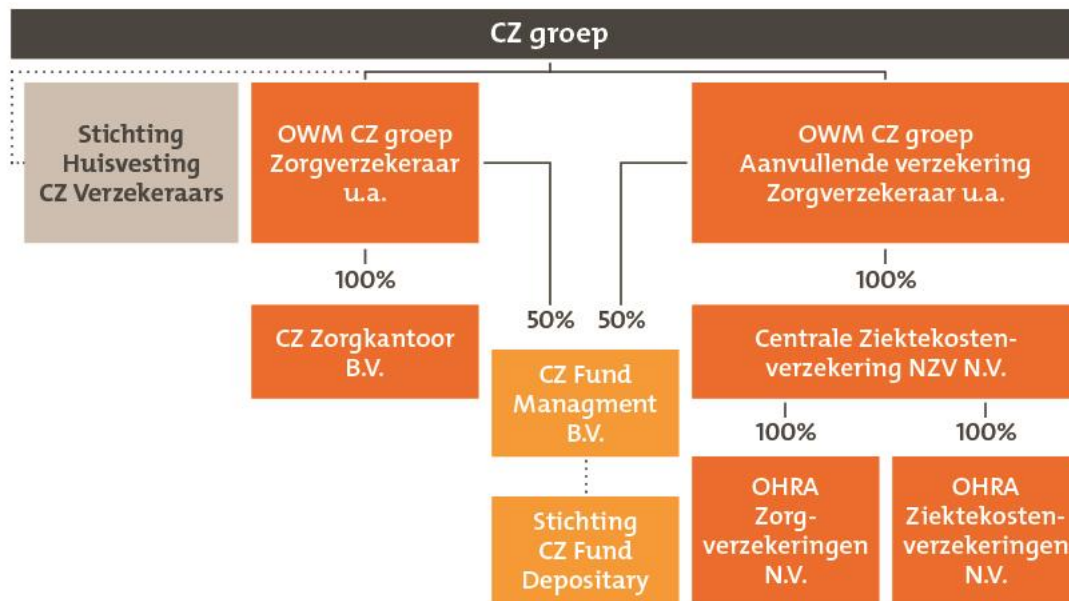 CZ groep
Stichting
Huisvesting
CZ Verzekeraars
OWM CZ groep
Zorgverzekeraar
u.a.
OWM CZ groep
Aanvullende verzekering
Zorgverzekeraar u.a.
100%
100%
CZ Zorgkantoor
B.V.
50%
50%
Centrale Ziektekosten-
verzekering NZV N.V.
CZ Fund
Managment
B.V.
100%
100%
Stichting
CZ Fund
Depositary
OHRA
Zorg-
verzekeringen
N.V.
OHRA
Ziektekosten-
verzekeringen
N.V.